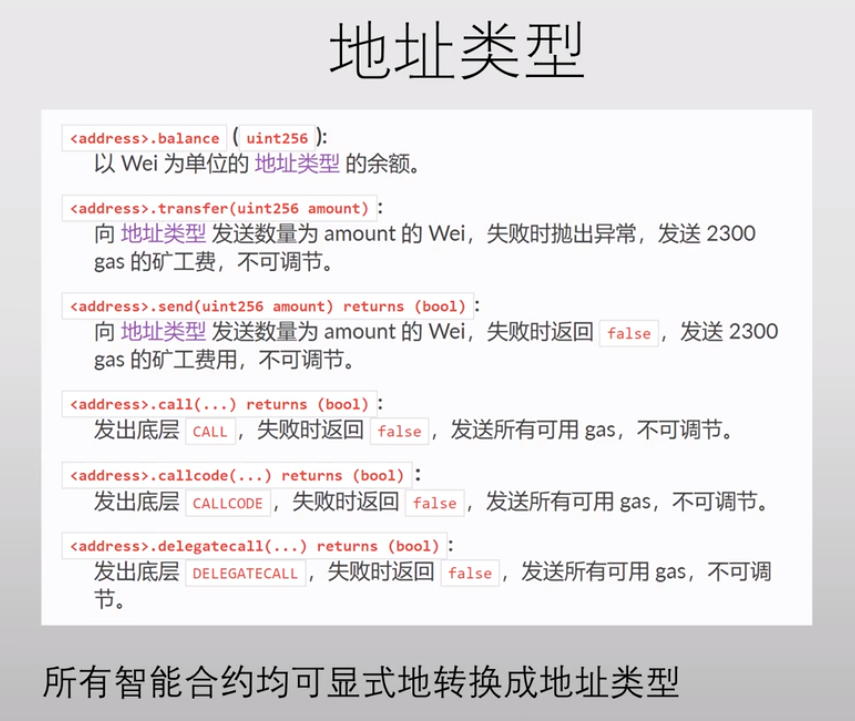 地址类型
<address>.balance (uint256):
以 Wei 为单位的 地址类型 的余额。
<address>.transfer(uint256 amount):
向 地址类型 发送数量为 amount 的 Wei，失败时抛出异常，发送 2300
gas 的矿工费，不可调节。
<address>.send(uint256 amount) returns (bool):
向 地址类型 发送数量为 amount 的 Wei，失败时返回 false，发送 2300
gas 的矿工费用，不可调节。
<address>.call(...) returns (bool):
发出底层 CALL，失败时返回 false，发送所有可用 gas，不可调节。
<address>.callcode(...) returns (bool):
发出底层 CALLCODE，失败时返回 false，发送所有可用 gas，不可调节。
<address>.delegatecall(...) returns (bool):
发出底层 DELEGATECALL，失败时返回 false，发送所有可用 gas，不可调
节。
所有智能合约均可显式地转换成地址类型